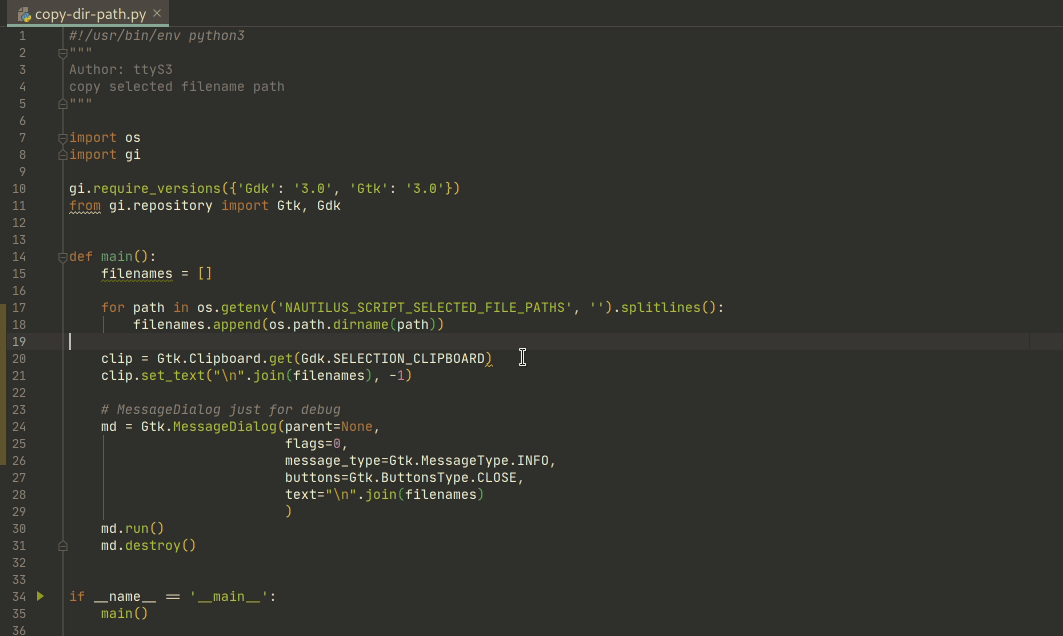 copy-dir-path.py ×
1 #!/usr/bin/env python3
2 """
3 Author: ttyS3
4 copy selected filename path
5 """
6
7 import os
8 import gi
9
10 gi.require_versions({'Gdk': '3.0', 'Gtk': '3.0'})
11 from gi.repository import Gtk, Gdk
12
13
14 def main():
15     filenames = []
16
17     for path in os.getenv('NAUTILUS_SCRIPT_SELECTED_FILE_PATHS', '').splitlines():
18         filenames.append(os.path.dirname(path))
19
20     clip = Gtk.Clipboard.get(Gdk.SELECTION_CLIPBOARD)
21     clip.set_text("\n".join(filenames), -1)
22
23     # MessageDialog just for debug
24     md = Gtk.MessageDialog(parent=None,
25                            flags=0,
26                            message_type=Gtk.MessageType.INFO,
27                            buttons=Gtk.ButtonsType.CLOSE,
28                            text="\n".join(filenames)
29                            )
30     md.run()
31     md.destroy()
32
33
34 if __name__ == '__main__':
35     main()
36